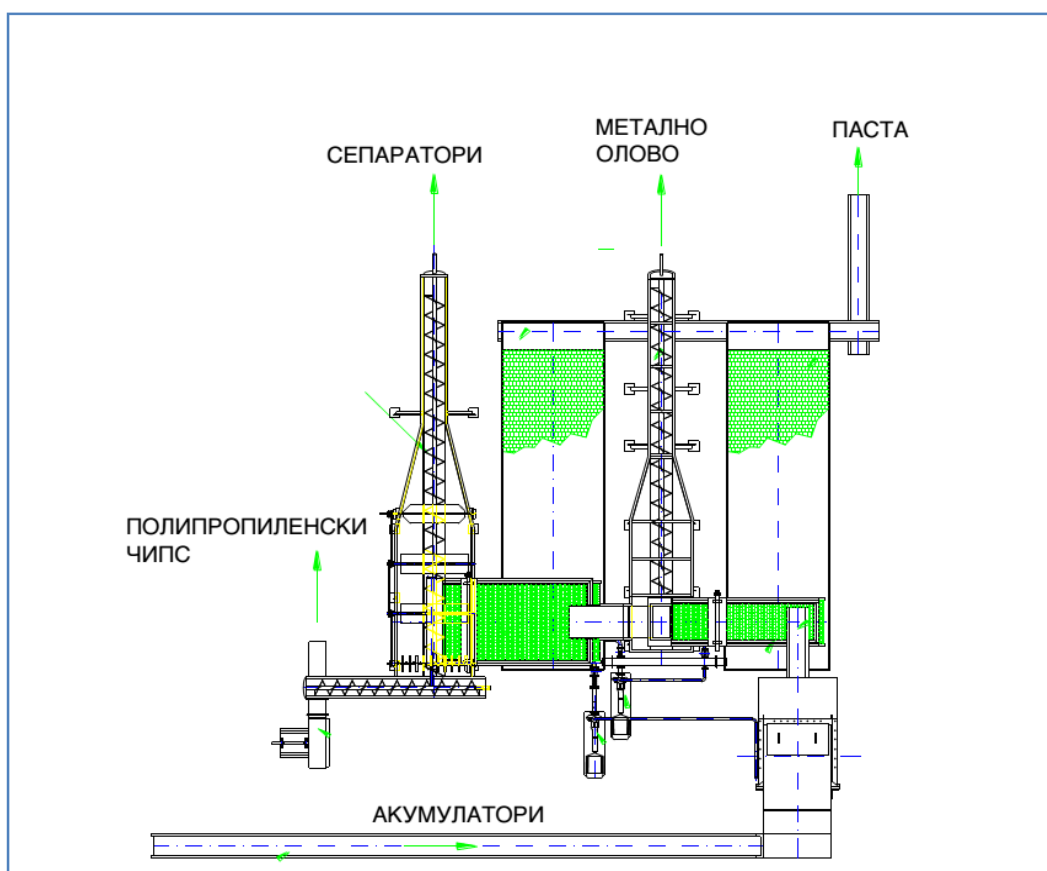 СЕПАРАТОРИ
МЕТАЛНО
ОЛОВО
ПАСТА
ПОЛИПРОПИЛЕНСКИ
ЧИПС
АКУМУЛАТОРИ